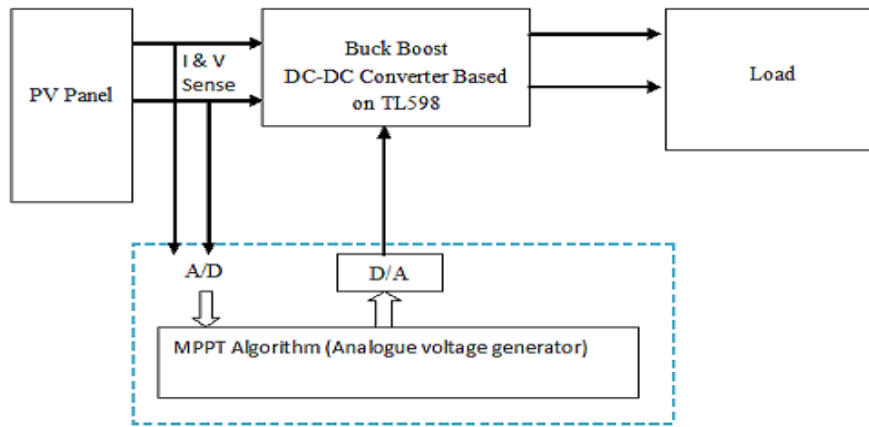 PV Panel
I & V
Sense
Buck Boost
DC-DC Converter Based
on TL598
Load
A/D
D/A
MPPT Algorithm (Analogue voltage generator)